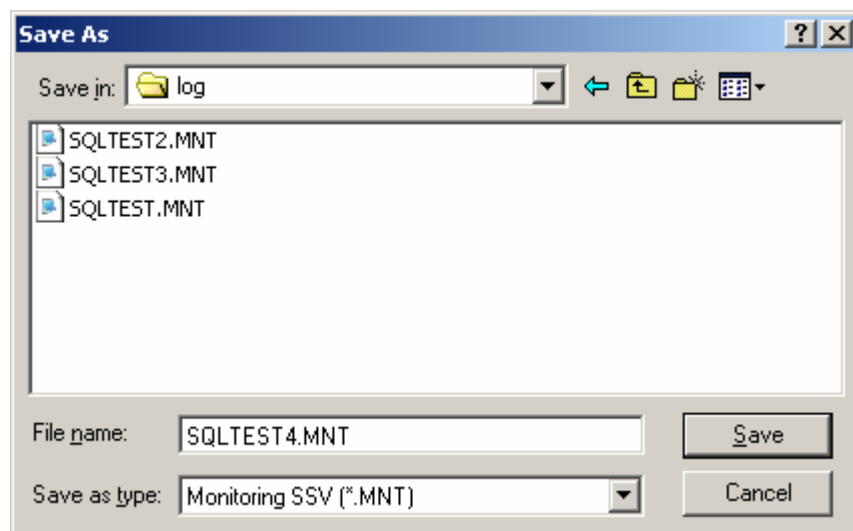 Save As
Save in: log
SQLTEST2.MNT
SQLTEST3.MNT
SQLTEST.MNT
File name: SQLTEST4.MNT Save
Save as type: Monitoring SSV (*.MNT) Cancel